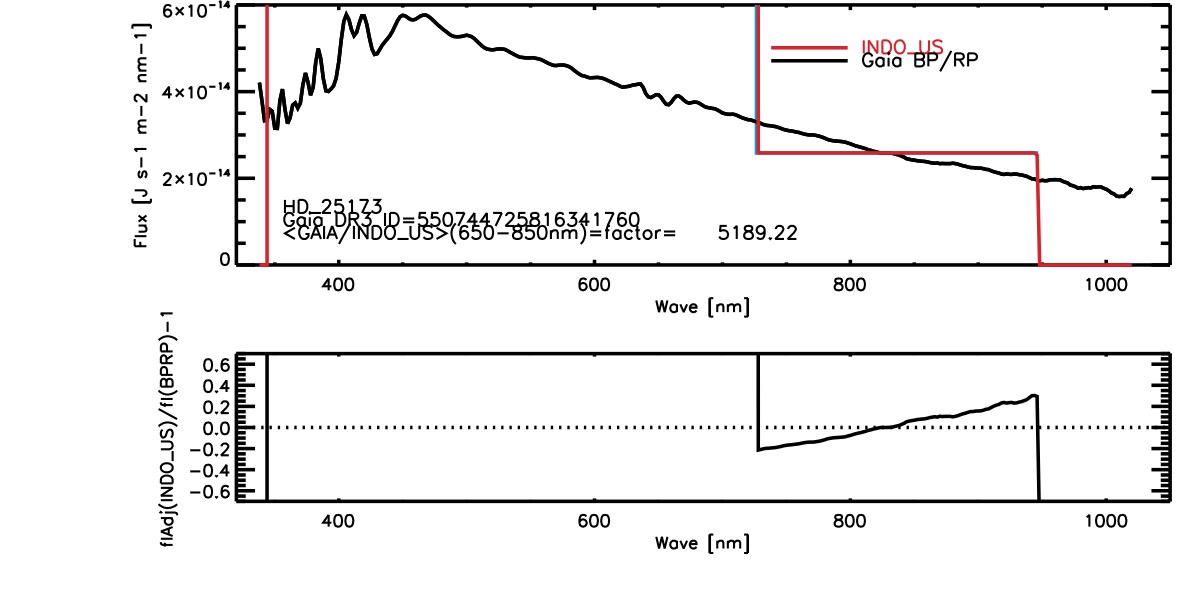 6×10−14
4×10−14
2×10−14
0
Flux [J s−1 m−2 nm−1]
INDO_US
Gaia BP/RP
HD_25173
Gaia DR3 ID=550744725816341760
<GAIA/INDO_US>(650−850nm)=factor= 5189.22
400 600 800 1000
Wave [nm]
flAdj(INDO_US)/fl(BPRP)−1
0.6
0.4
0.2
0.0
−0.2
−0.4
−0.6
400 600 800 1000
Wave [nm]